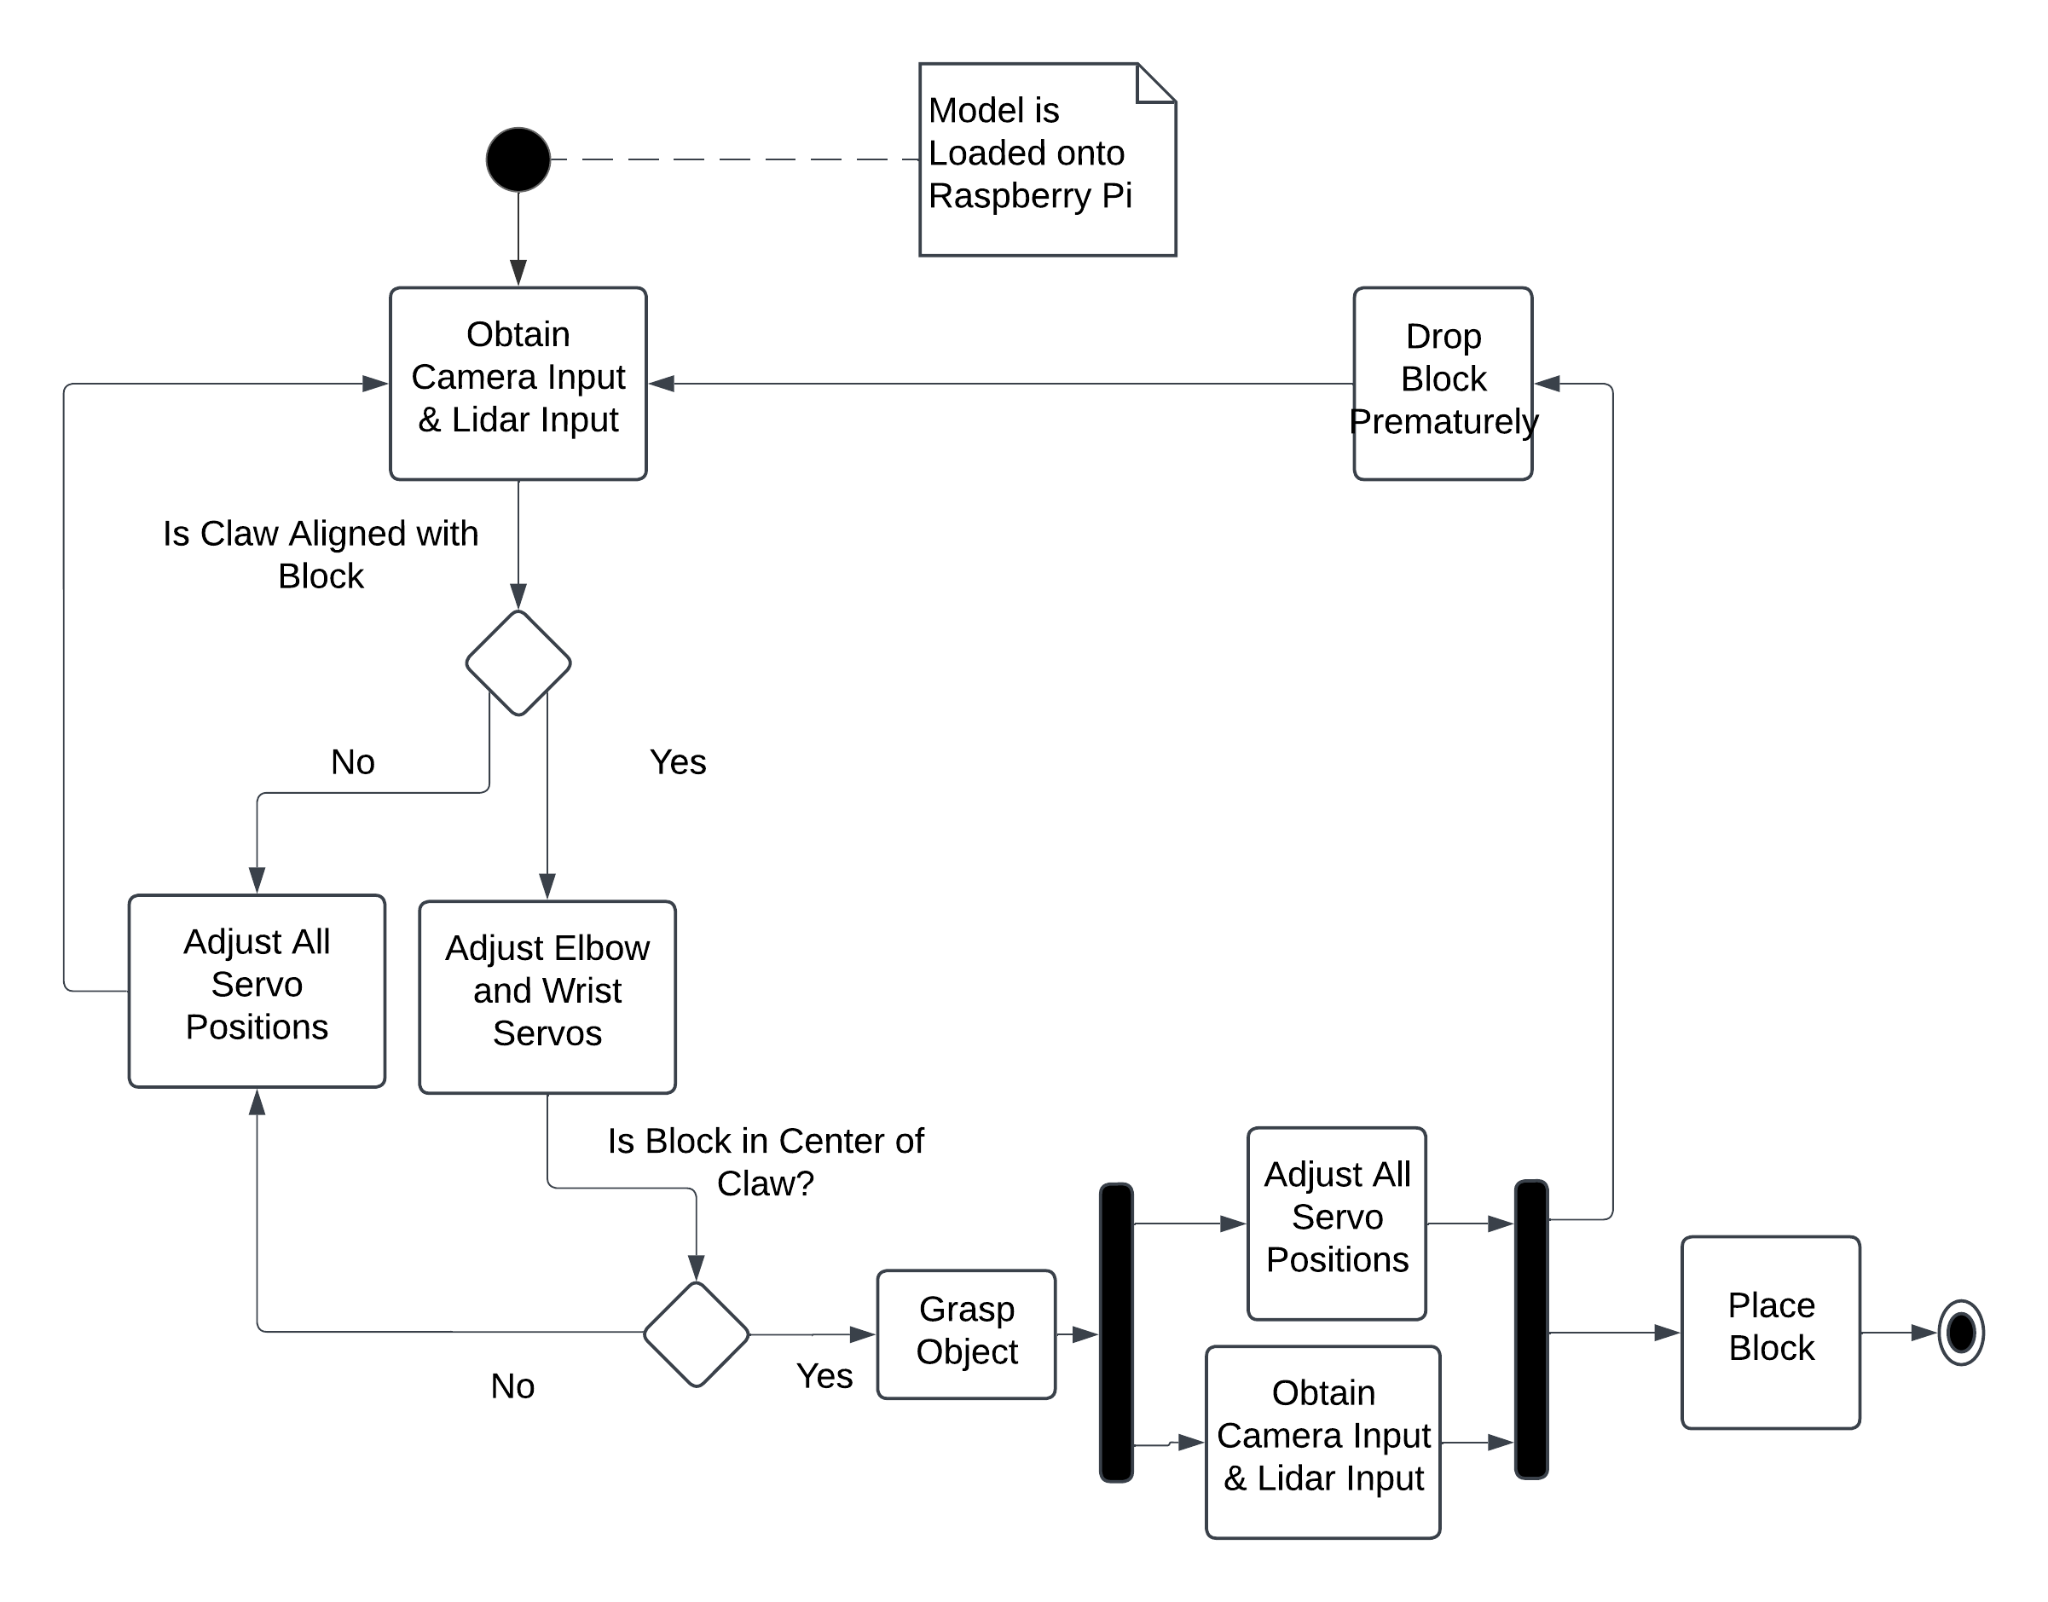 Model is
Loaded onto
Raspberry Pi
Obtain
Camera Input
& Lidar Input
Drop
Block
Prematurely
Is Claw Aligned with
Block
No
Yes
Adjust All
Servo
Positions
Adjust Elbow
and Wrist
Servos
Is Block in Center of
Claw?
No
Yes
Grasp
Object
Adjust All
Servo
Positions
Obtain
Camera Input
& Lidar Input
Place
Block